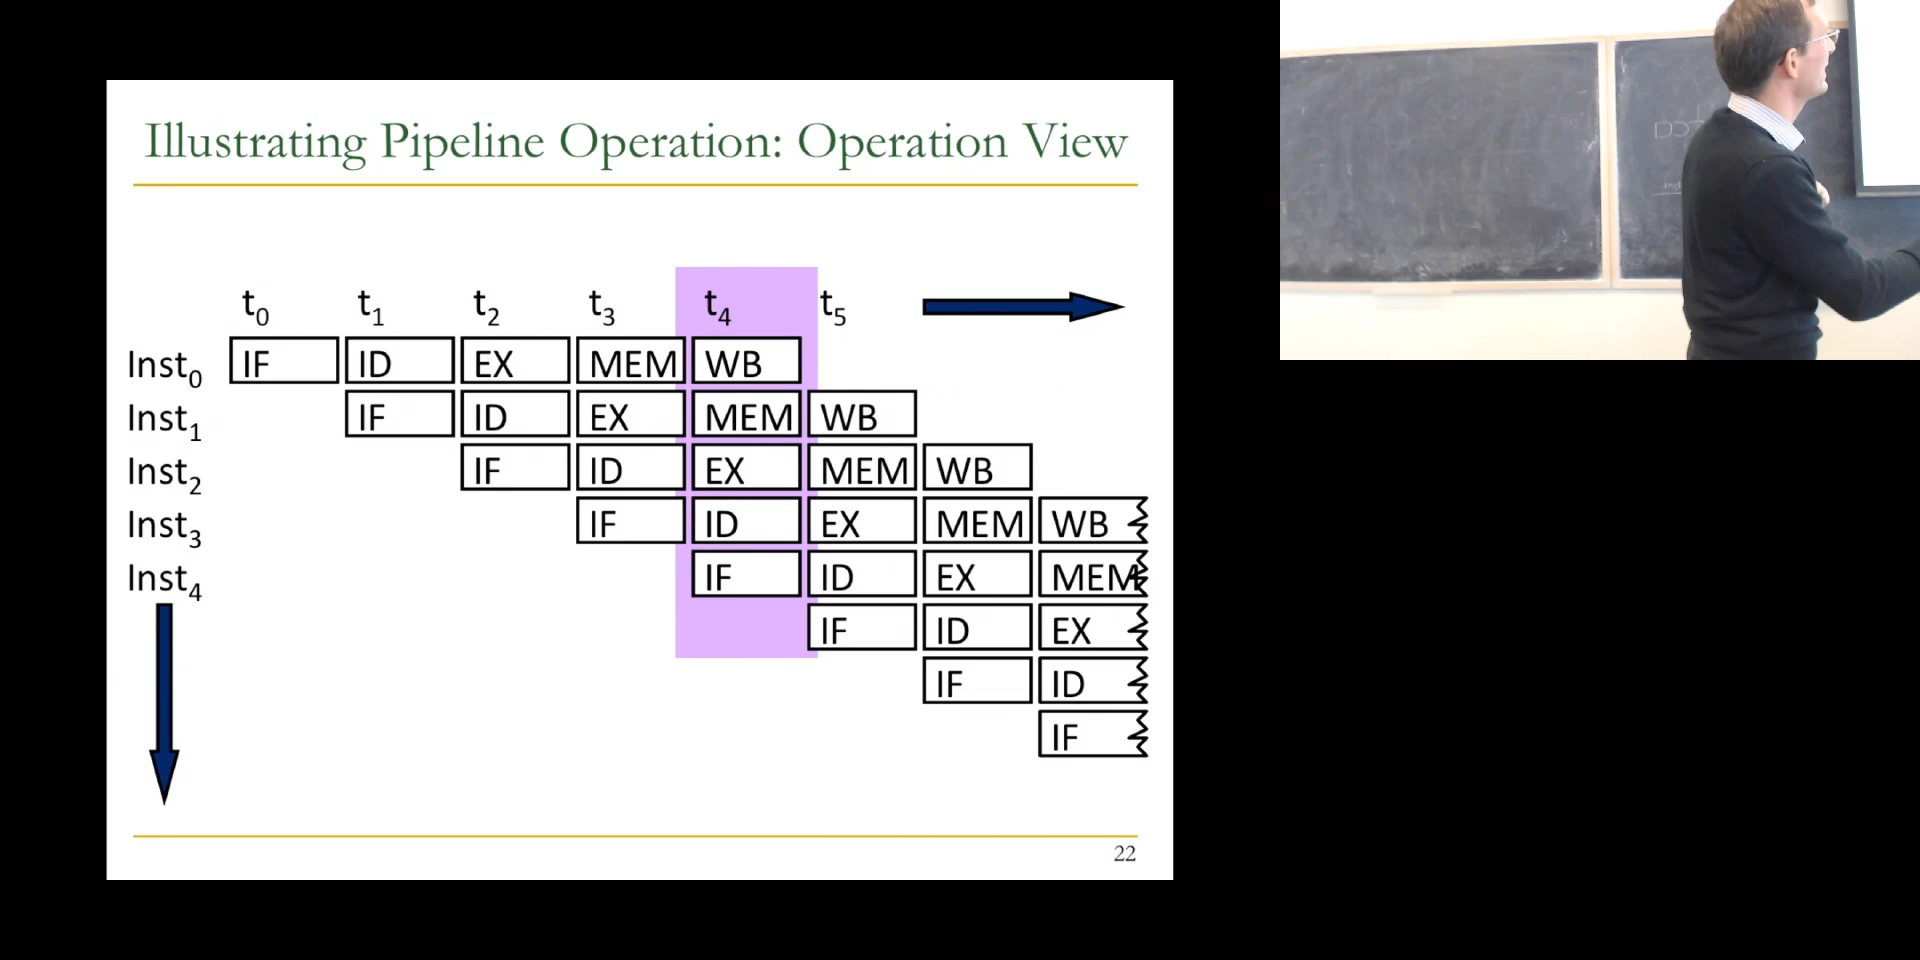 Illustrating Pipeline Operation: Operation View
t0 t1 t2 t3 t4 t5
Inst0 IF ID EX MEM WB
Inst1 IF ID EX MEM WB
Inst2 IF ID EX MEM WB
Inst3 IF ID EX MEM WB
Inst4 IF ID EX MEM
IF ID EX
IF ID
IF
22